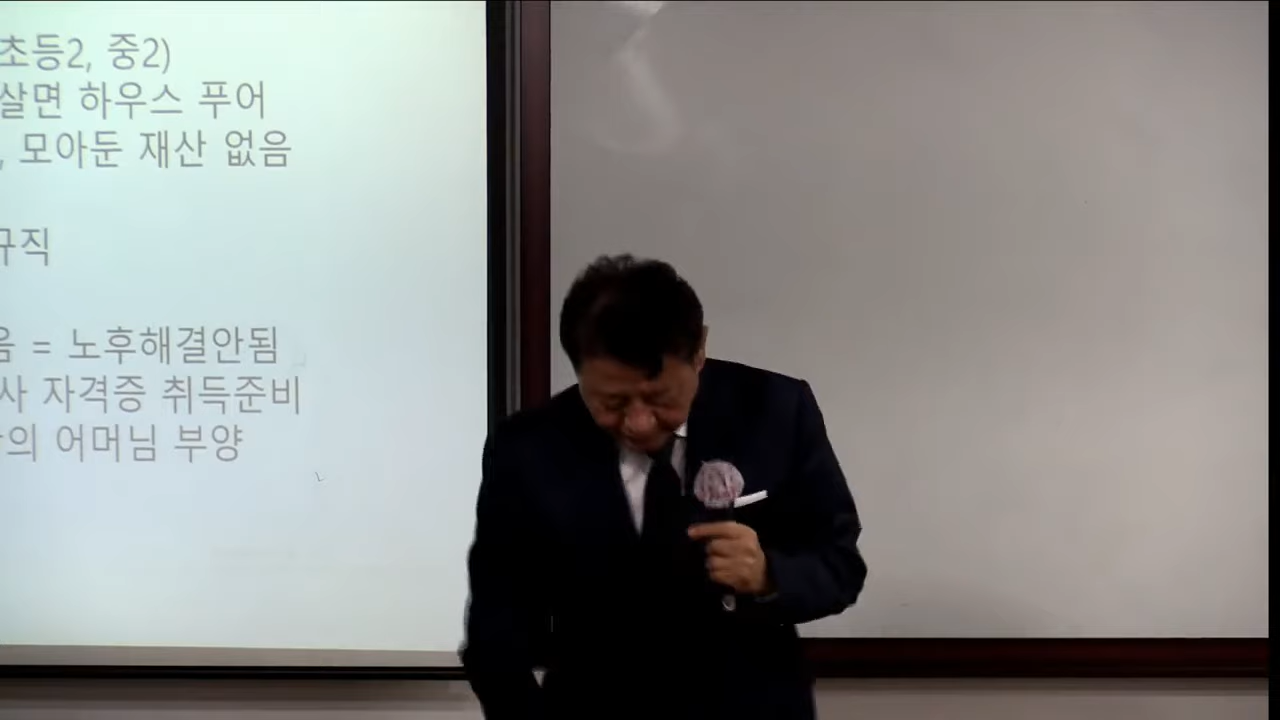 초등2, 중2)
살면 하우스 푸어
, 모아둔 재산 없음
규직
음 = 노후해결안됨
사 자격증 취득준비
의 어머님 부양